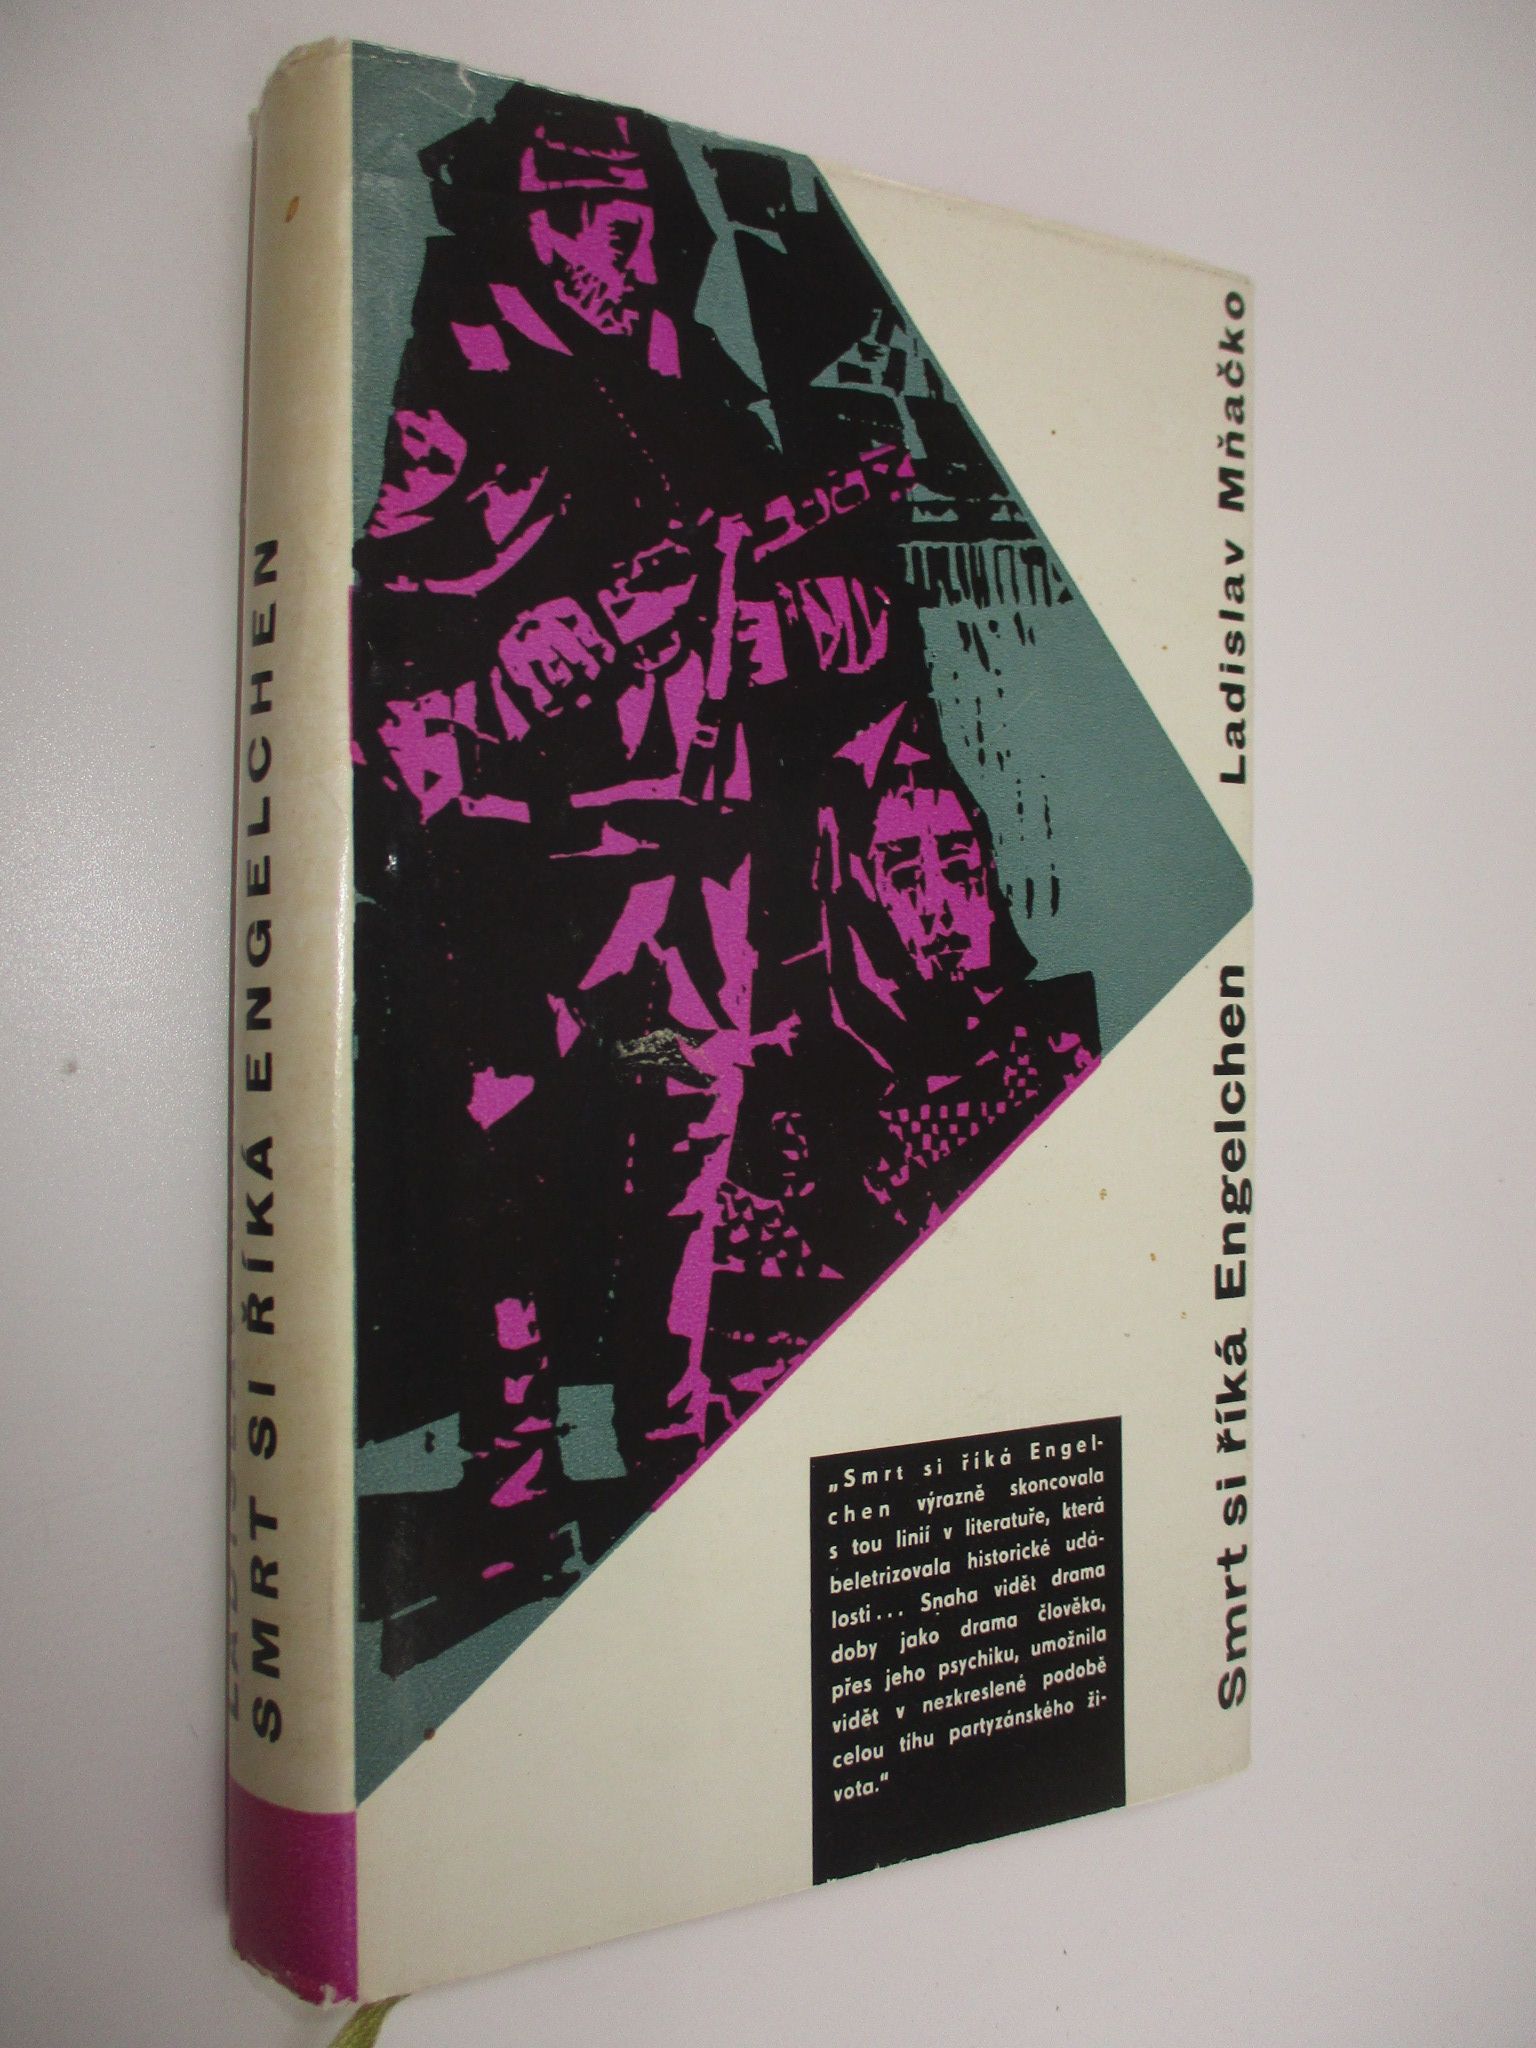 SMRT SI ŘÍKÁ ENGELCHEN
Smrt si říká Engelchen Ladislav Mňačko
„Smrt si říká Engel-
chen výrazně skoncovala
s tou linií v literatuře, která
beletrizovala historické udá-
losti... Snaha vidět drama
doby jako drama člověka,
přes jeho psychiku, umožnila
vidět v nezkreslené podobě
celou tíhu partyzánského ži-
vota."